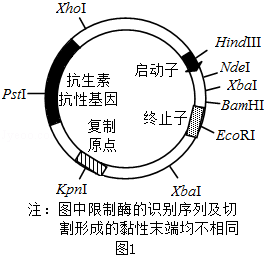 XhoI
HindIII
启动子
NdeI
抗生素
抗性基因
XbaI
PstI
BamHI
终止子
复制
原点
EcoRI
KpnI
XbaI
注：图中限制酶的识别序列及切
割形成的黏性末端均不相同
图1